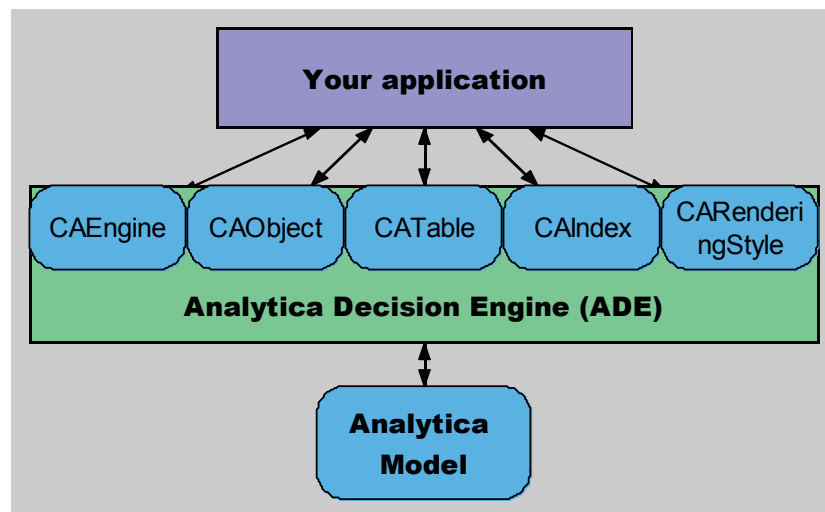 Your application
CAEngine
CAObject
CATable
CAIndex
CARenderi
ngStyle
Analytica Decision Engine (ADE)
Analytica
Model